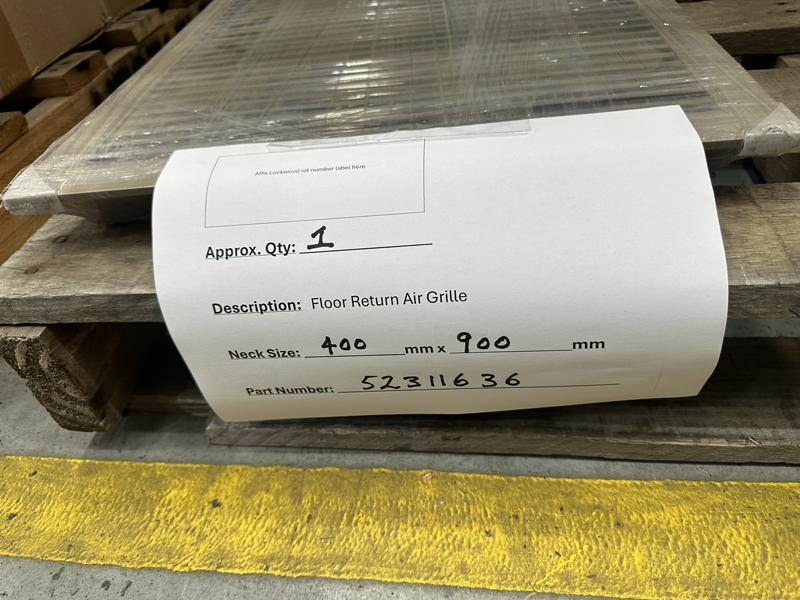 Affix Lockwood lot number label here
Approx. Qty: 1
Description: Floor Return Air Grille
Neck Size: 400 mm x 900 mm
Part Number: 52311636